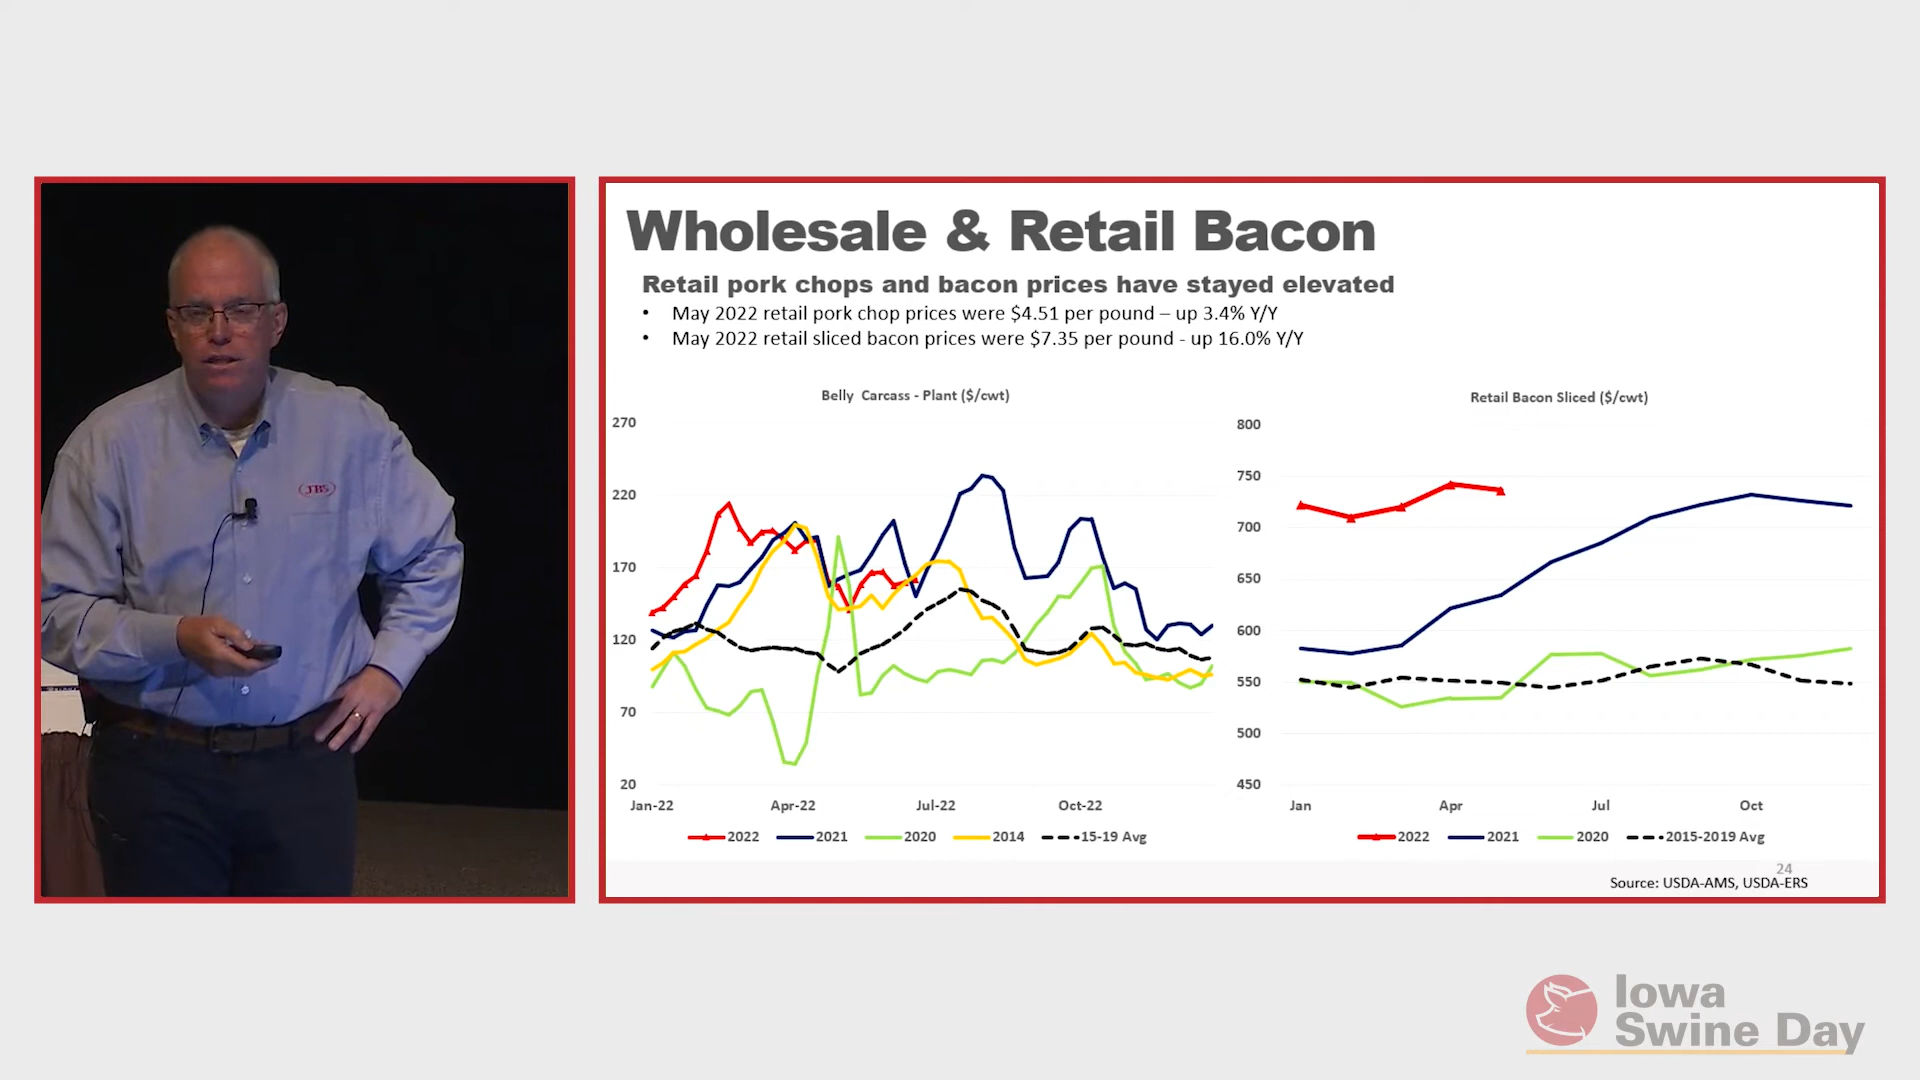 JBS
Wholesale & Retail Bacon
Retail pork chops and bacon prices have stayed elevated
• May 2022 retail pork chop prices were $4.51 per pound – up 3.4% Y/Y
• May 2022 retail sliced bacon prices were $7.35 per pound - up 16.0% Y/Y
Belly Carcass - Plant ($/cwt)
270
220
170
120
70
20
Jan-22 Apr-22 Jul-22 Oct-22
2022 2021 2020 2014 15-19 Avg
Retail Bacon Sliced ($/cwt)
800
750
700
650
600
550
500
450
Jan Apr Jul Oct
2022 2021 2020 2015-2019 Avg
24
Source: USDA-AMS, USDA-ERS
Iowa
Swine Day